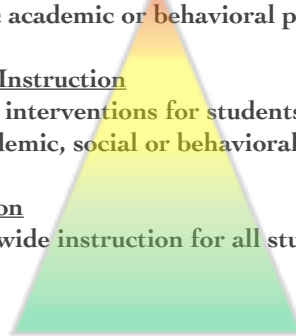 academic or behavioral p
Instruction
interventions for students
demic, social or behavioral
on
wide instruction for all stu